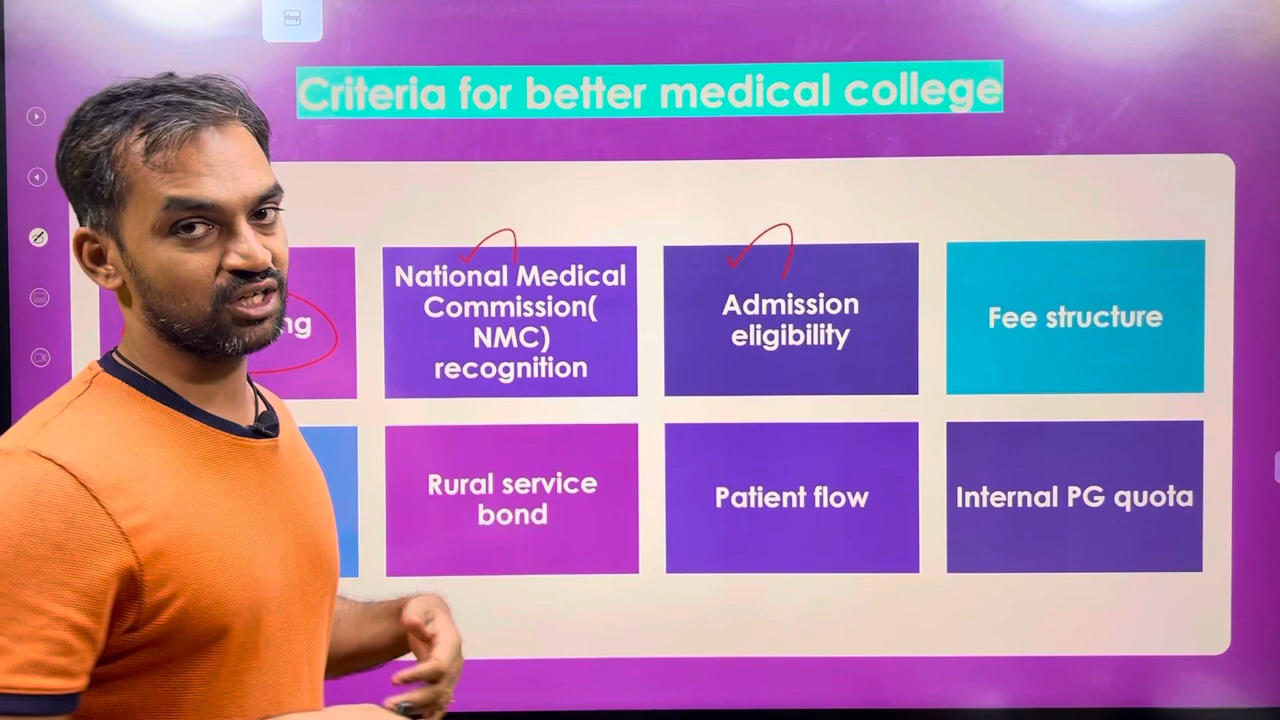 Criteria for better medical college
National Medical
Commission(
NMC)
recognition
Admission
eligibility
Fee structure
Rural service
bond
Patient flow
Internal PG quota